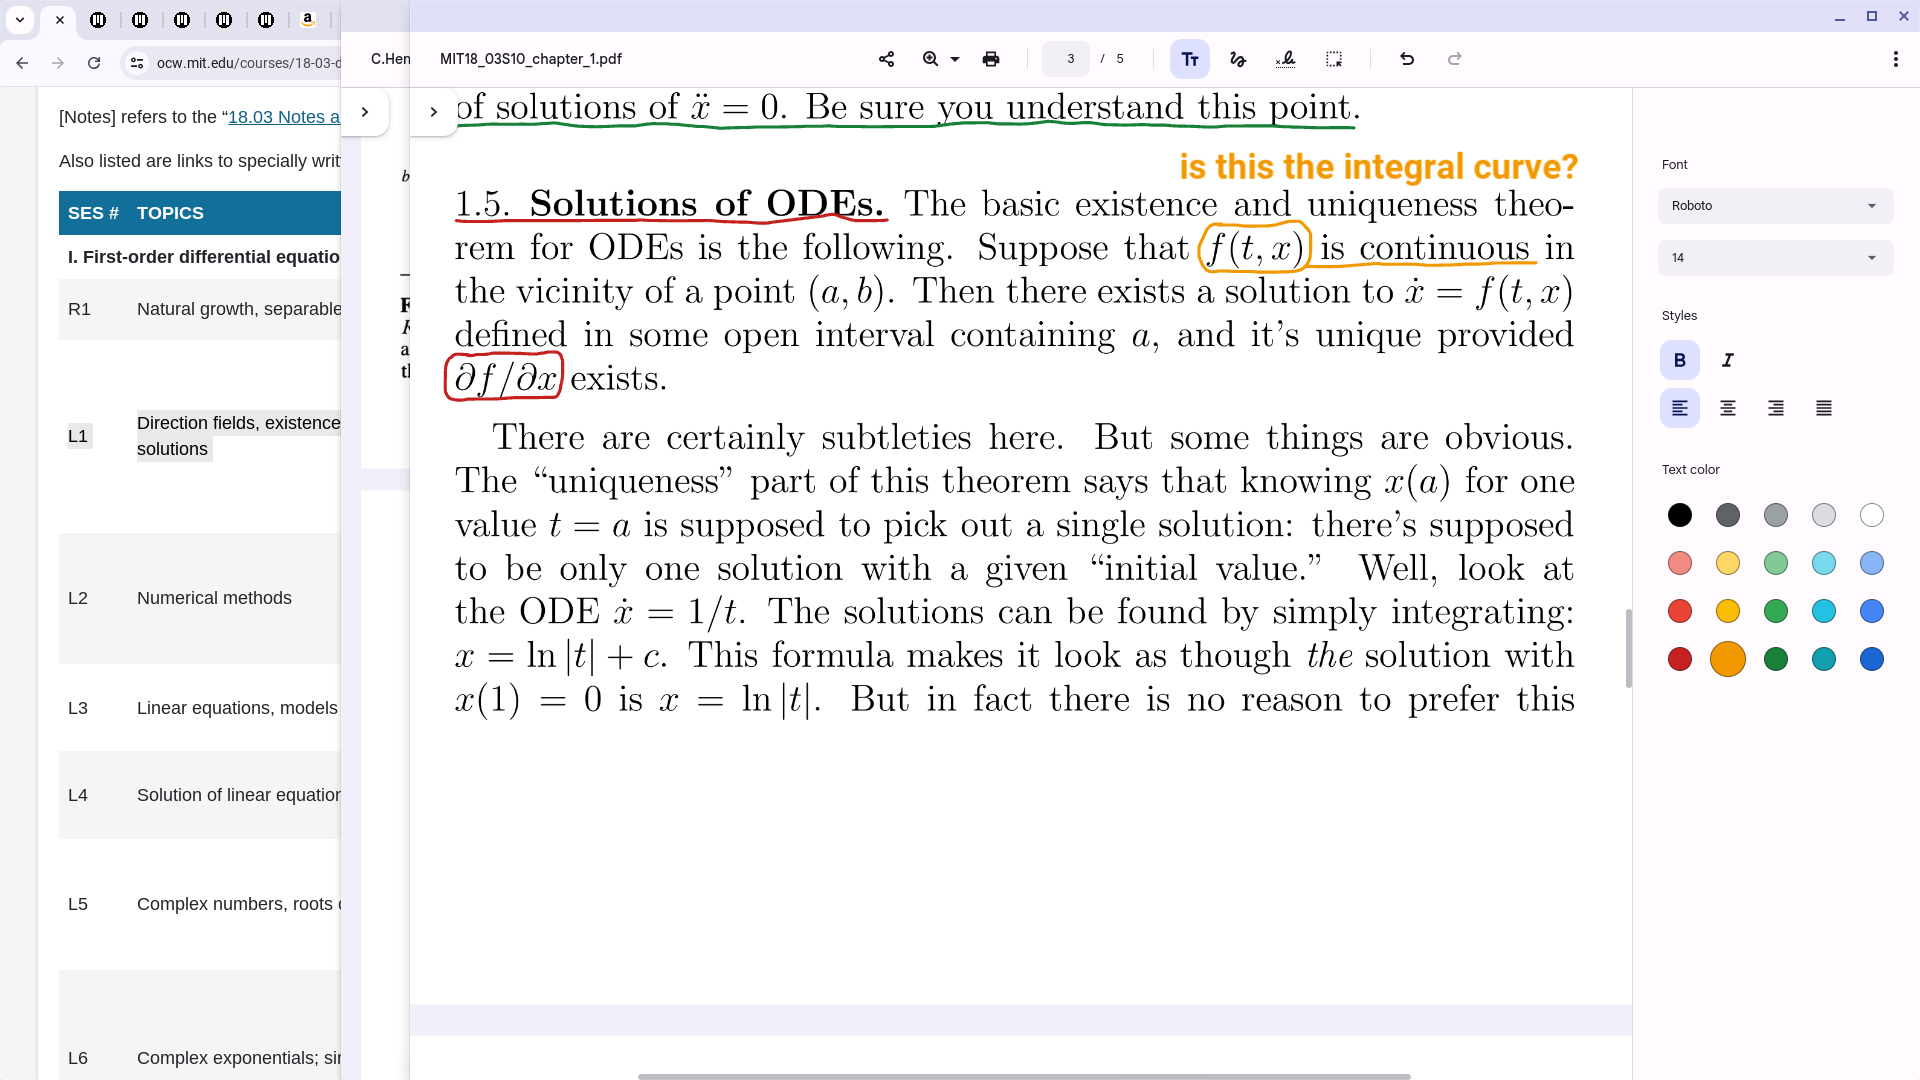 ocw.mit.edu/courses/18-03-d
C.Hen
MIT18_03S10_chapter_1.pdf
3 / 5
[Notes] refers to the “18.03 Notes a
Also listed are links to specially writ
SES # TOPICS
I. First-order differential equatio
R1 Natural growth, separable
L1 Direction fields, existence
solutions
L2 Numerical methods
L3 Linear equations, models
L4 Solution of linear equation
L5 Complex numbers, roots o
L6 Complex exponentials; sin
b
F
R
a
tl
of solutions of ẍ = 0. Be sure you understand this point.
is this the integral curve?
1.5. Solutions of ODEs. The basic existence and uniqueness theo-
rem for ODEs is the following. Suppose that f(t, x) is continuous in
the vicinity of a point (a, b). Then there exists a solution to ẋ = f(t, x)
defined in some open interval containing a, and it’s unique provided
∂f/∂x exists.
There are certainly subtleties here. But some things are obvious.
The “uniqueness” part of this theorem says that knowing x(a) for one
value t = a is supposed to pick out a single solution: there’s supposed
to be only one solution with a given “initial value.” Well, look at
the ODE ẋ = 1/t. The solutions can be found by simply integrating:
x = ln |t| + c. This formula makes it look as though the solution with
x(1) = 0 is x = ln |t|. But in fact there is no reason to prefer this
Font
Roboto
14
Styles
B I
Text color